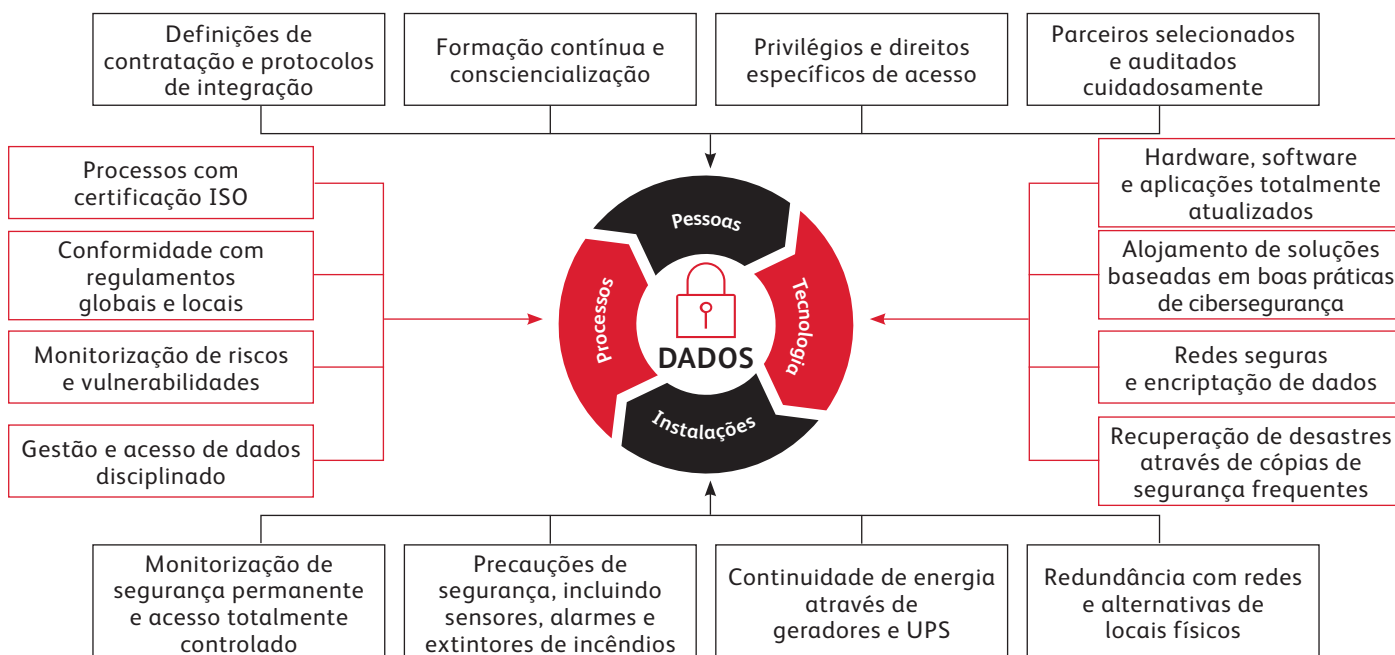 Definições de
contratação e protocolos
de integração
Formação contínua e
consciencialização
Privilégios e direitos
específicos de acesso
Parceiros selecionados
e auditados
cuidadosamente
Processos com
certificação ISO
Conformidade com
regulamentos
globais e locais
Monitorização de riscos
e vulnerabilidades
Gestão e acesso de dados
disciplinado
Pessoas
Processos
DADOS
Tecnologia
Instalações
Hardware, software
e aplicações totalmente
atualizados
Alojamento de soluções
baseadas em boas práticas
de cibersegurança
Redes seguras
e encriptação de dados
Recuperação de desastres
através de cópias de
segurança frequentes
Monitorização de
segurança permanente
e acesso totalmente
controlado
Precauções de
segurança, incluindo
sensores, alarmes e
extintores de incêndios
Continuidade de energia
através de
geradores e UPS
Redundância com redes
e alternativas de
locais físicos